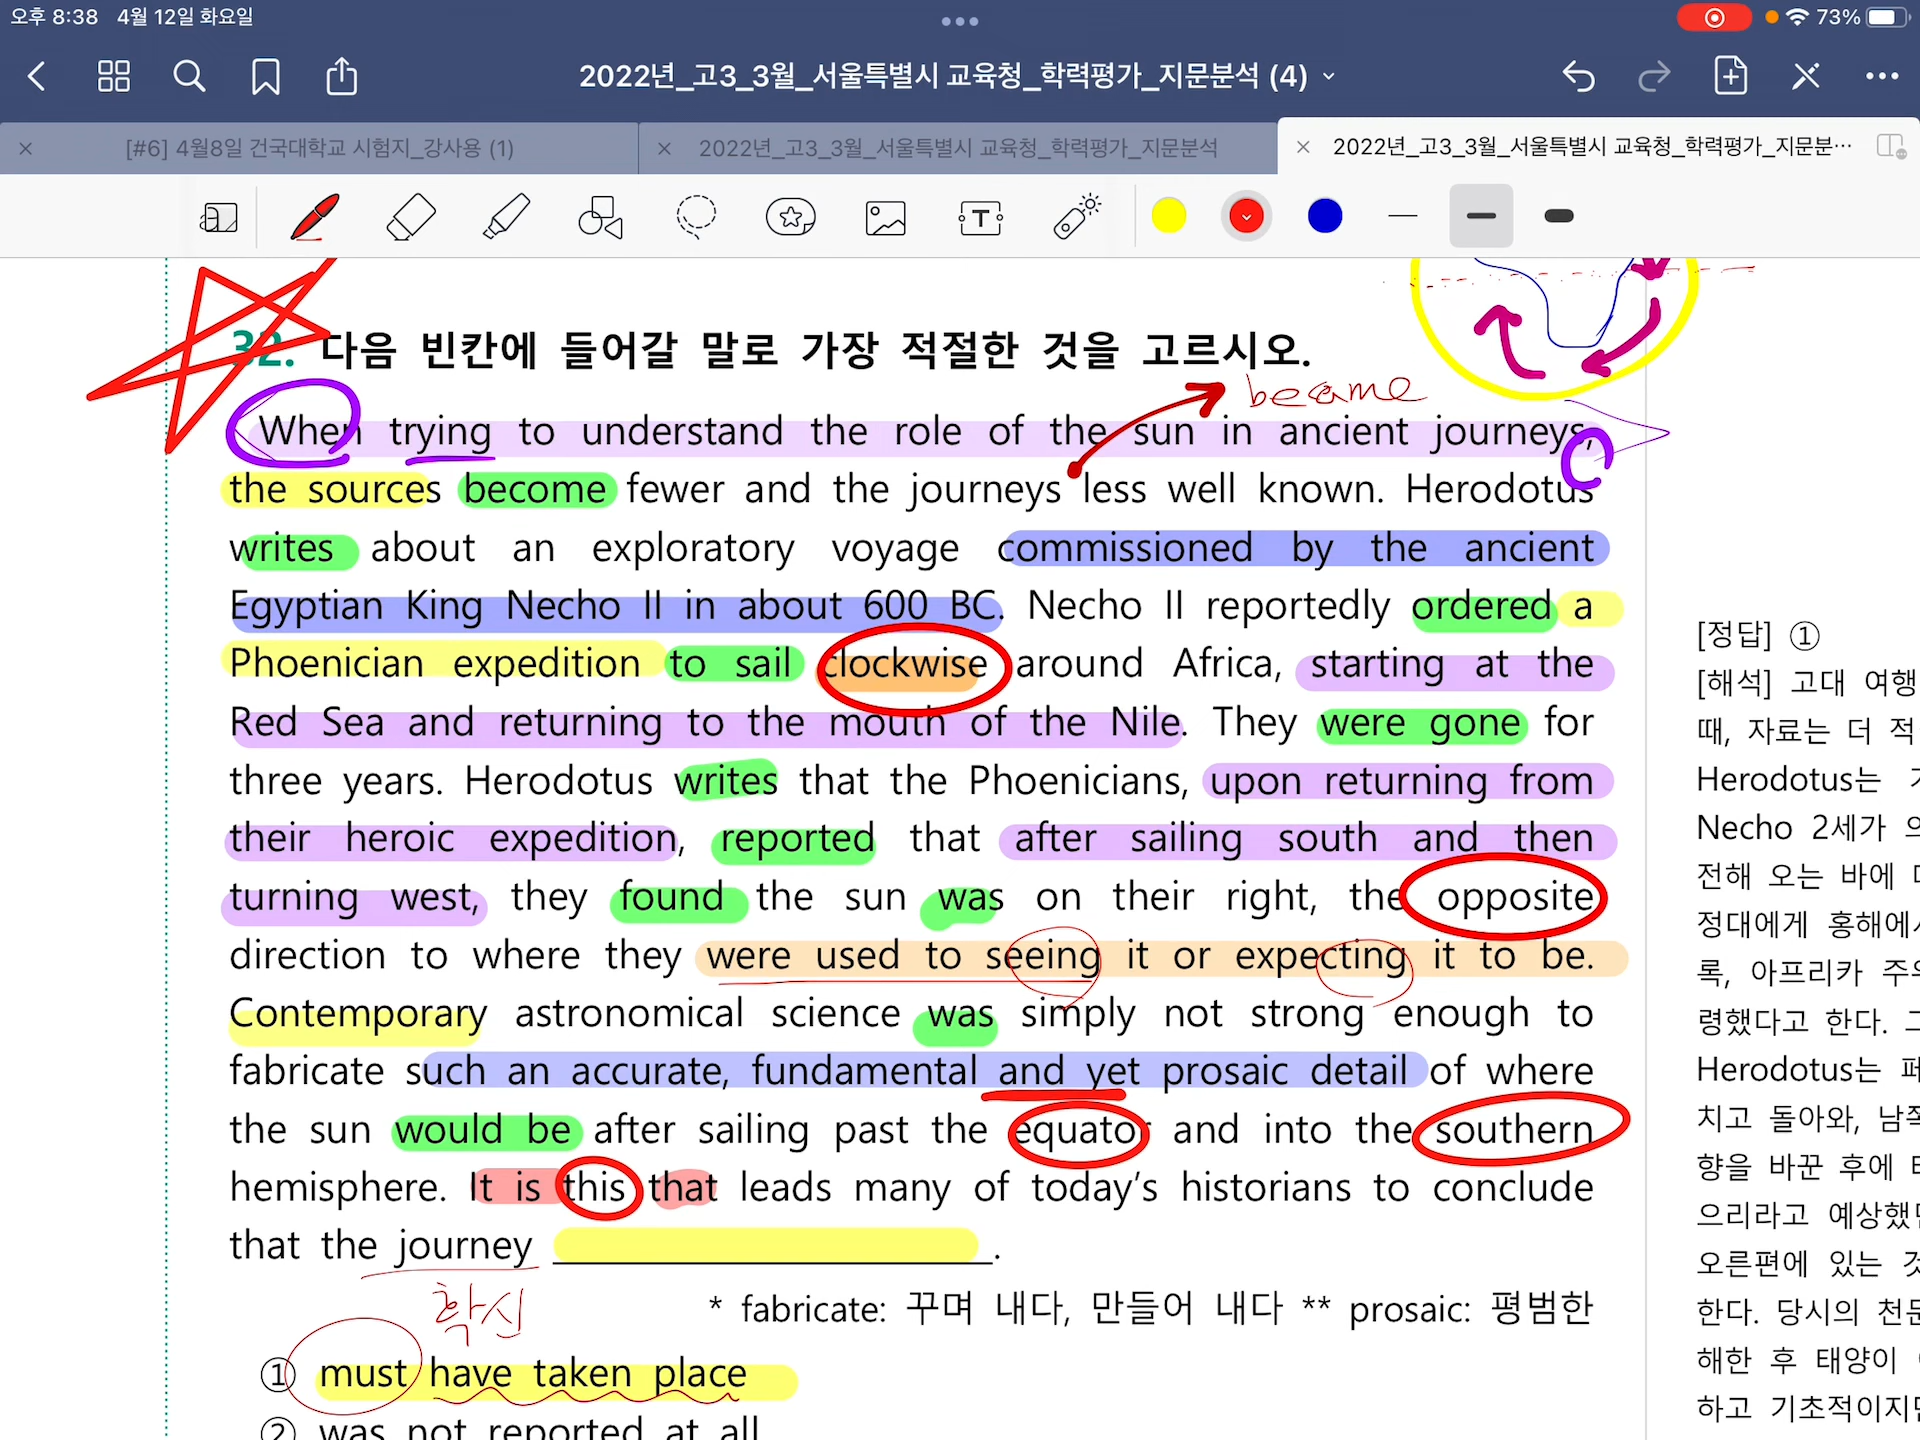 오후 8:38 4월 12일 화요일
73%
2022년_고3_3월_서울특별시 교육청_학력평가_지문분석 (4)
[#6] 4월8일 건국대학교 시험지_강사용 (1)
2022년_고3_3월_서울특별시 교육청_학력평가_지문분석
2022년_고3_3월_서울특별시 교육청_학력평가_지문분…
32. 다음 빈칸에 들어갈 말로 가장 적절한 것을 고르시오.
became
When trying to understand the role of the sun in ancient journeys,
the sources become fewer and the journeys less well known. Herodotus
writes about an exploratory voyage commissioned by the ancient
Egyptian King Necho II in about 600 BC. Necho II reportedly ordered a
Phoenician expedition to sail clockwise around Africa, starting at the
Red Sea and returning to the mouth of the Nile. They were gone for
three years. Herodotus writes that the Phoenicians, upon returning from
their heroic expedition, reported that after sailing south and then
turning west, they found the sun was on their right, the opposite
direction to where they were used to seeing it or expecting it to be.
Contemporary astronomical science was simply not strong enough to
fabricate such an accurate, fundamental and yet prosaic detail of where
the sun would be after sailing past the equator and into the southern
hemisphere. It is this that leads many of today's historians to conclude
that the journey ____________.
확신
* fabricate: 꾸며 내다, 만들어 내다 ** prosaic: 평범한
① must have taken place
② was not reported at all
[정답] ①
[해석] 고대 여행
때, 자료는 더 적
Herodotus는
Necho 2세가
전해 오는 바에
정대에게 홍해에서
록, 아프리카 주위
령했다고 한다.
Herodotus는 페
치고 돌아와, 남쪽
향을 바꾼 후에
으리라고 예상했던
오른편에 있는 것
한다. 당시의 천문
해한 후 태양이
하고 기초적이지만